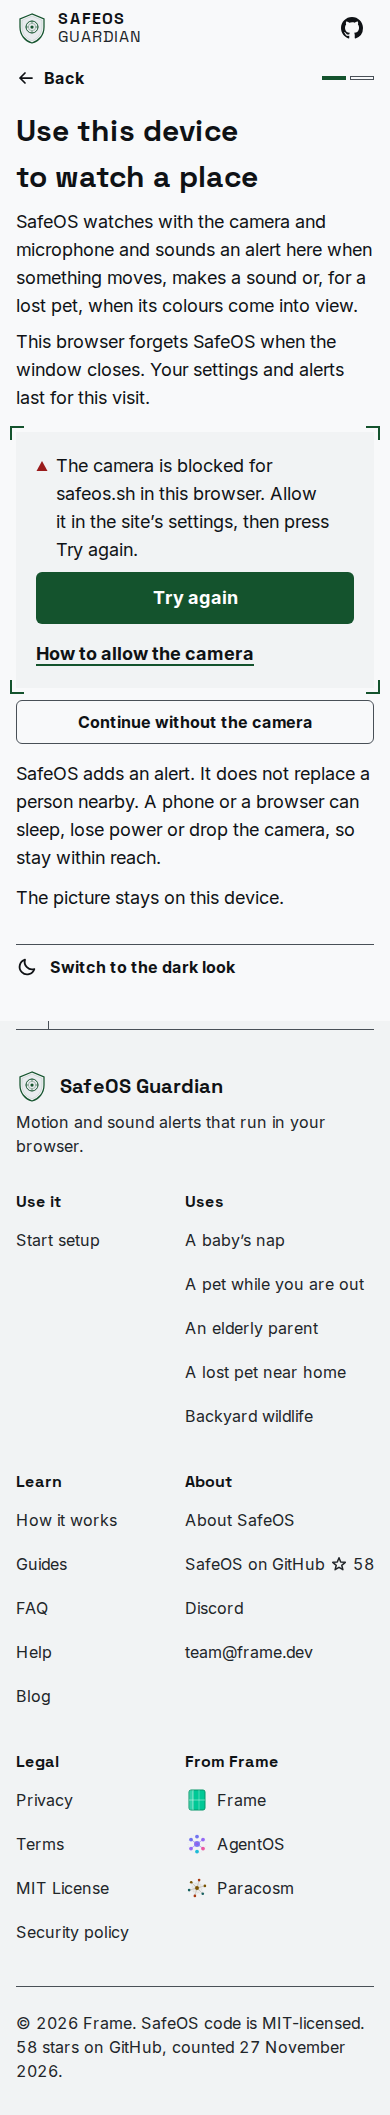 SAFEOS
GUARDIAN
Back
Use this device
to watch a place
SafeOS watches with the camera and
microphone and sounds an alert here when
something moves, makes a sound or, for a
lost pet, when its colours come into view.
This browser forgets SafeOS when the
window closes. Your settings and alerts
last for this visit.
The camera is blocked for
safeos.sh in this browser. Allow
it in the site’s settings, then press
Try again.
Try again
How to allow the camera
Continue without the camera
SafeOS adds an alert. It does not replace a
person nearby. A phone or a browser can
sleep, lose power or drop the camera, so
stay within reach.
The picture stays on this device.
Switch to the dark look
SafeOS Guardian
Motion and sound alerts that run in your
browser.
Use it
Start setup
Uses
A baby’s nap
A pet while you are out
An elderly parent
A lost pet near home
Backyard wildlife
Learn
How it works
Guides
FAQ
Help
Blog
About
About SafeOS
SafeOS on GitHub ☆ 58
Discord
team@frame.dev
Legal
Privacy
Terms
MIT License
Security policy
From Frame
Frame
AgentOS
Paracosm
© 2026 Frame. SafeOS code is MIT-licensed.
58 stars on GitHub, counted 27 November
2026.